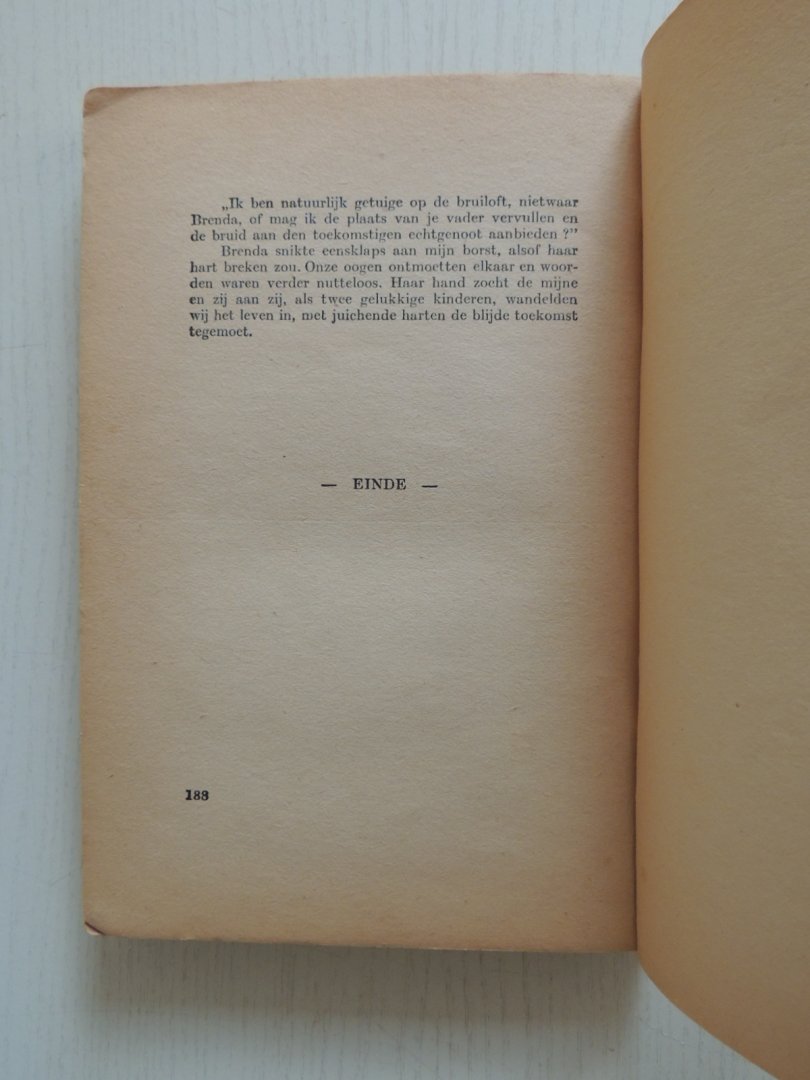 „Ik ben natuurlijk getuige op de bruiloft, nietwaar
Brenda, of mag ik de plaats van je vader vervullen en
de bruid aan den toekomstigen echtgenoot aanbieden ?”
Brenda snikte eensklaps aan mijn borst, alsof haar
hart breken zou. Onze oogen ontmoetten elkaar en woor-
den waren verder nutteloos. Haar hand zocht de mijne
en zij aan zij, als twee gelukkige kinderen, wandelden
wij het leven in, met juichende harten de blijde toekomst
tegemoet.
— EINDE —
188